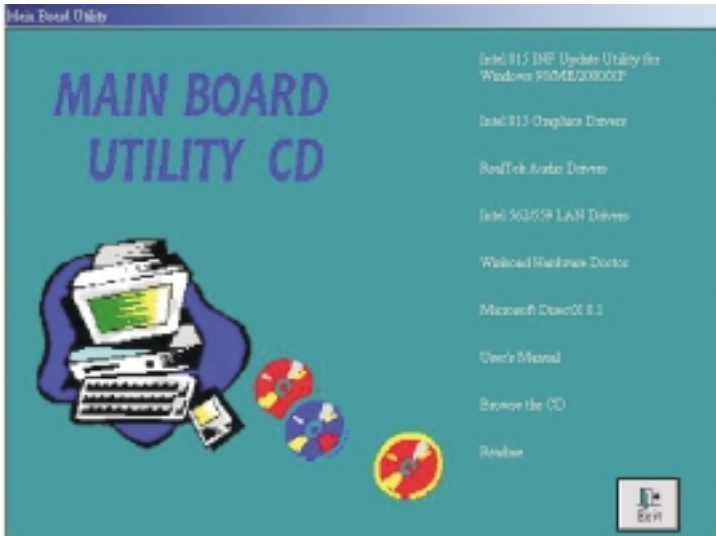 Main Board Utility
MAIN BOARD
UTILITY CD
Intel 815 INF Update Utility for
Windows 98/ME/2000/XP
Intel 815 Graphics Drivers
RealTek Audio Drivers
Intel 562/559 LAN Drivers
Winbond Hardware Doctor
Microsoft DirectX 8.1
User's Manual
Browse the CD
Readme
Exit